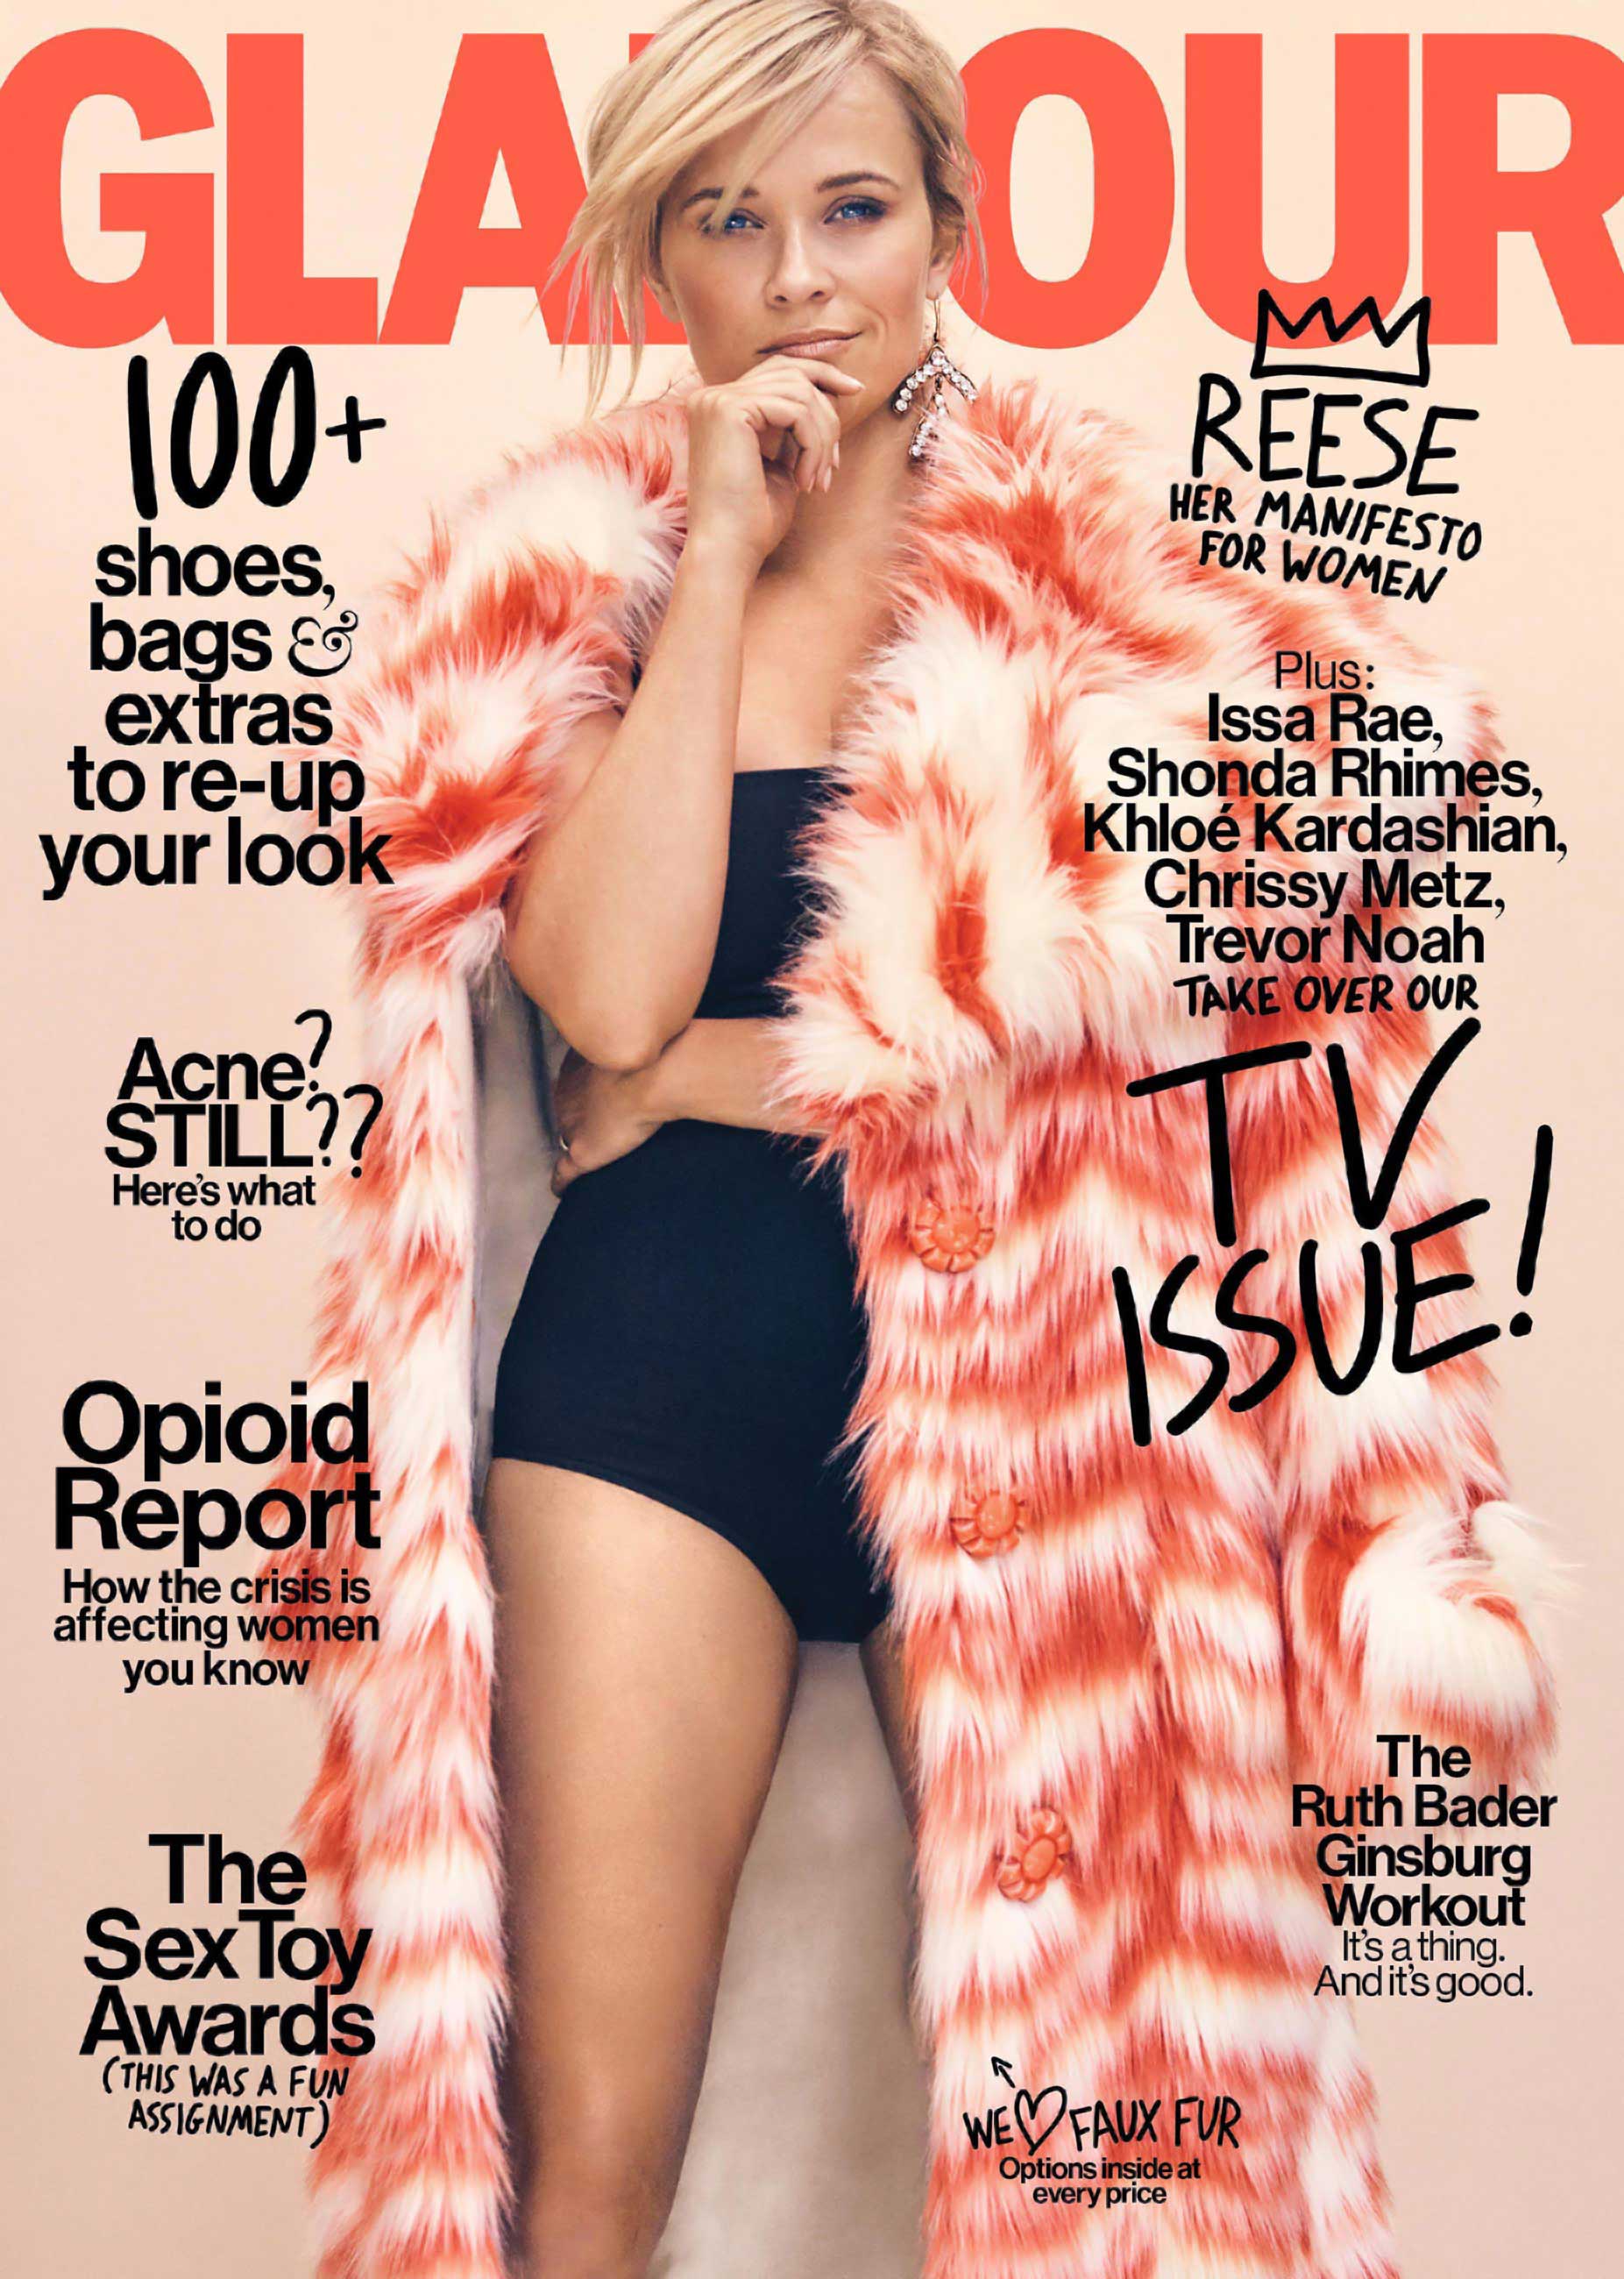 GLAMOUR
100+
shoes,
bags &
extras
to re-up
your look
Acne?
STILL??
Here's what
to do
Opioid
Report
How the crisis is
affecting women
you know
The
Sex Toy
Awards
(THIS WAS A FUN
ASSIGNMENT)
REESE
HER MANIFESTO
FOR WOMEN
Plus:
Issa Rae,
Shonda Rhimes,
Khloé Kardashian,
Chrissy Metz,
Trevor Noah
TAKE OVER OUR
TV
ISSUE!
The
Ruth Bader
Ginsburg
Workout
It's a thing.
And it's good.
WE ♡ FAUX FUR
Options inside at
every price